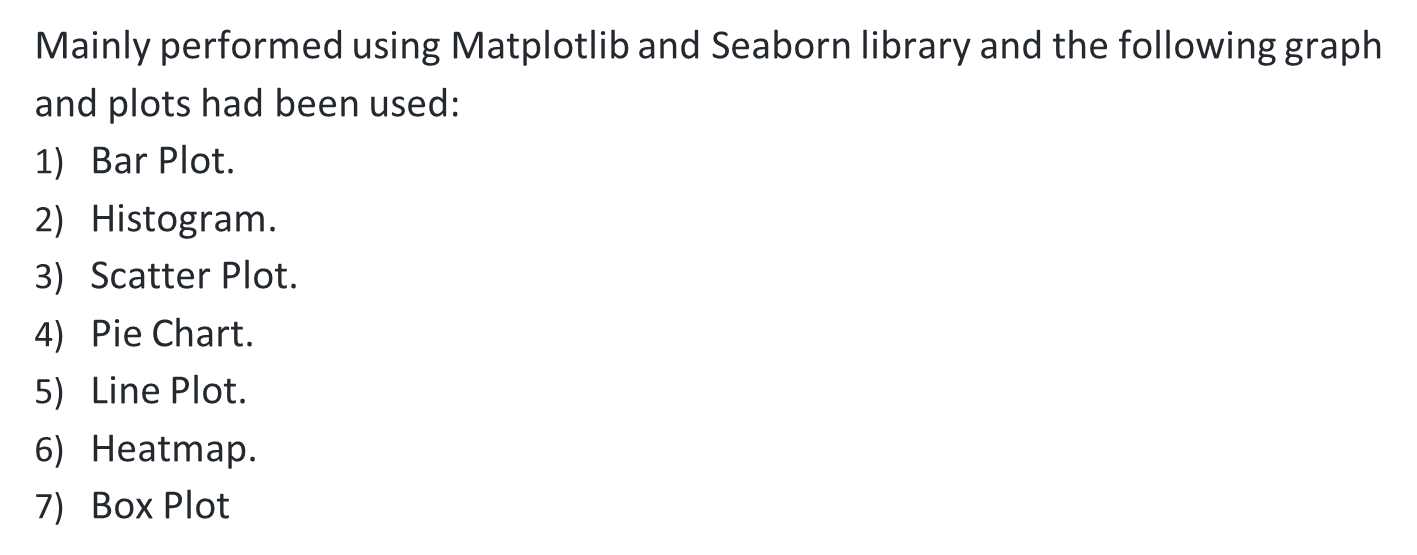 Mainly performed using Matplotlib and Seaborn library and the following graph
and plots had been used:
1) Bar Plot.
2) Histogram.
3) Scatter Plot.
4) Pie Chart.
5) Line Plot.
6) Heatmap.
7) Box Plot